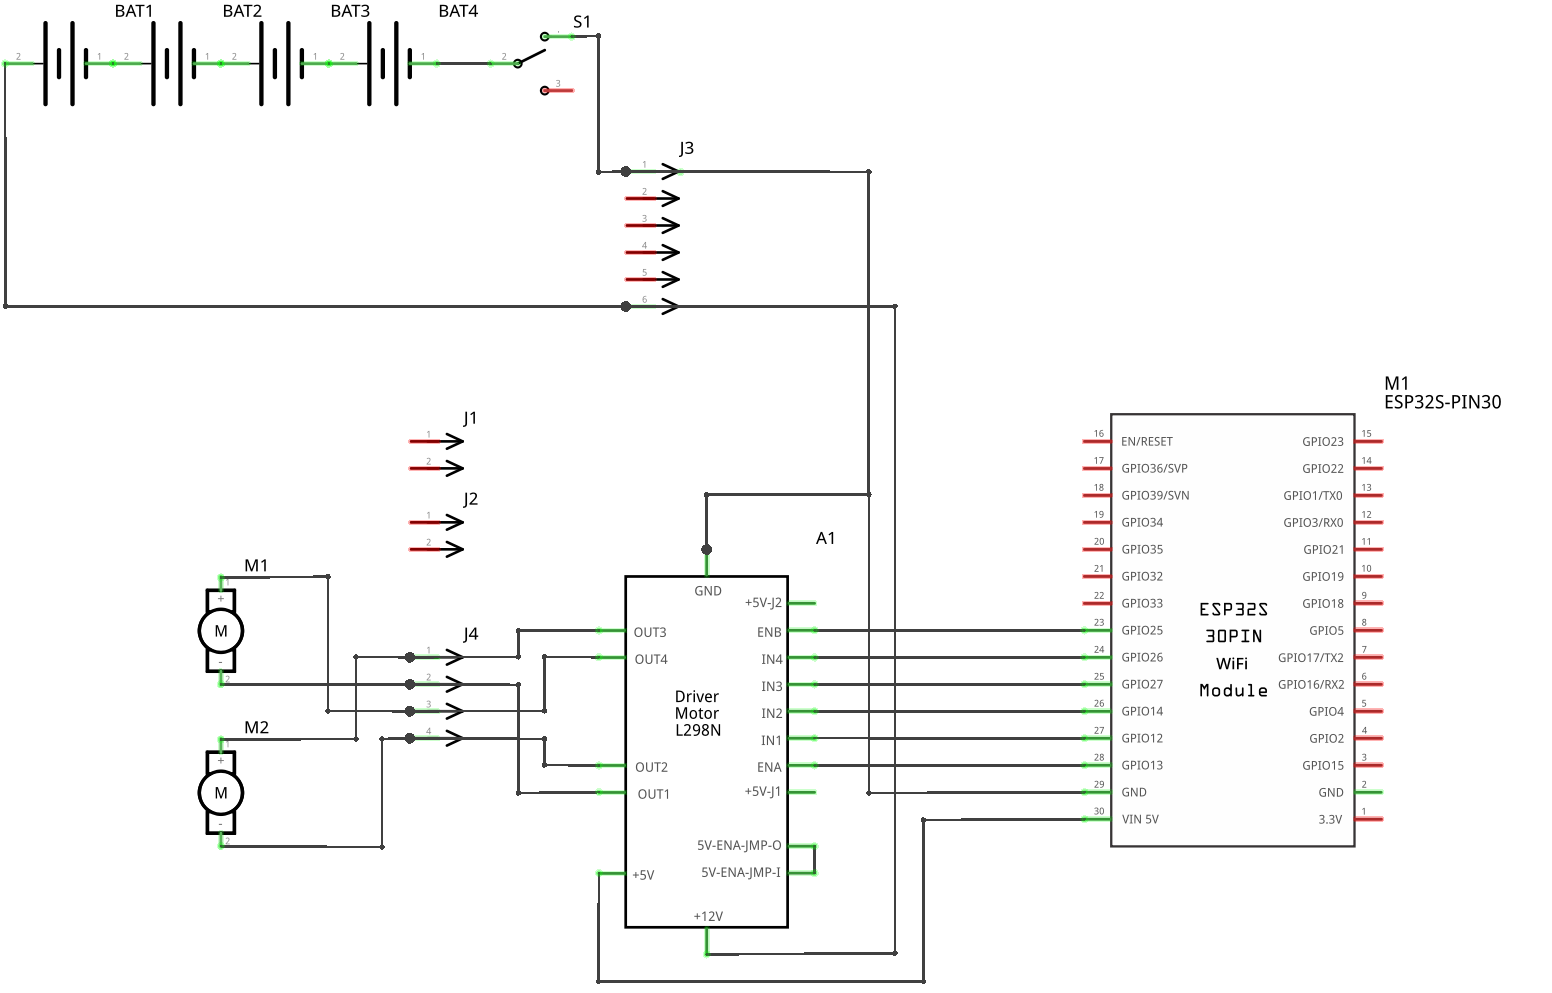 BAT1 BAT2 BAT3 BAT4 S1
2 1 2 1 2 1 2 1 2 1
3
J3
1
2
3
4
5
6
M1
ESP32S-PIN30
J1
1
2
J2
1
2
M1
1
+
M
-
2
M2
1
+
M
-
2
J4
1
2
3
4
A1
GND
+5V-J2
OUT3 ENB
OUT4 IN4
IN3
Driver
Motor
L298N
IN2
IN1
OUT2 ENA
OUT1 +5V-J1
5V-ENA-JMP-O
+5V 5V-ENA-JMP-I
+12V
16 EN/RESET GPIO23 15
17 GPIO36/SVP GPIO22 14
18 GPIO39/SVN GPIO1/TX0 13
19 GPIO34 GPIO3/RX0 12
20 GPIO35 GPIO21 11
21 GPIO32 GPIO19 10
22 GPIO33 GPIO18 9
23 GPIO25 GPIO5 8
24 GPIO26 GPIO17/TX2 7
25 GPIO27 GPIO16/RX2 6
26 GPIO14 GPIO4 5
27 GPIO12 GPIO2 4
28 GPIO13 GPIO15 3
29 GND GND 2
30 VIN 5V 3.3V 1
ESP32S
30PIN
WiFi
Module